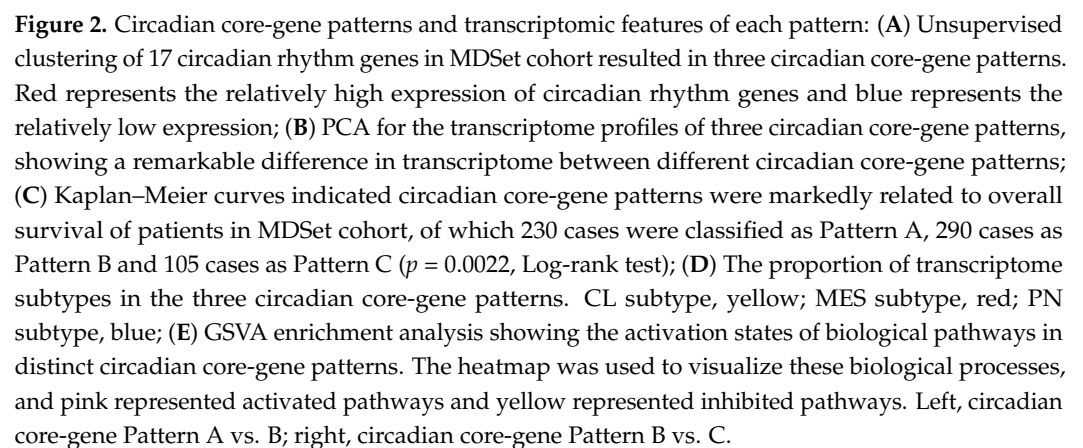 Figure 2. Circadian core-gene patterns and transcriptomic features of each pattern: (A) Unsupervised
clustering of 17 circadian rhythm genes in MDSet cohort resulted in three circadian core-gene patterns.
Red represents the relatively high expression of circadian rhythm genes and blue represents the
relatively low expression; (B) PCA for the transcriptome profiles of three circadian core-gene patterns,
showing a remarkable difference in transcriptome between different circadian core-gene patterns;
(C) Kaplan–Meier curves indicated circadian core-gene patterns were markedly related to overall
survival of patients in MDSet cohort, of which 230 cases were classified as Pattern A, 290 cases as
Pattern B and 105 cases as Pattern C (p = 0.0022, Log-rank test); (D) The proportion of transcriptome
subtypes in the three circadian core-gene patterns. CL subtype, yellow; MES subtype, red; PN
subtype, blue; (E) GSVA enrichment analysis showing the activation states of biological pathways in
distinct circadian core-gene patterns. The heatmap was used to visualize these biological processes,
and pink represented activated pathways and yellow represented inhibited pathways. Left, circadian
core-gene Pattern A vs. B; right, circadian core-gene Pattern B vs. C.